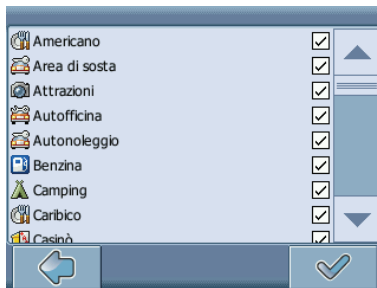 Americano
Area di sosta
Attrazioni
Autofficina
Autonoleggio
Benzina
Camping
Caribico
Casinò